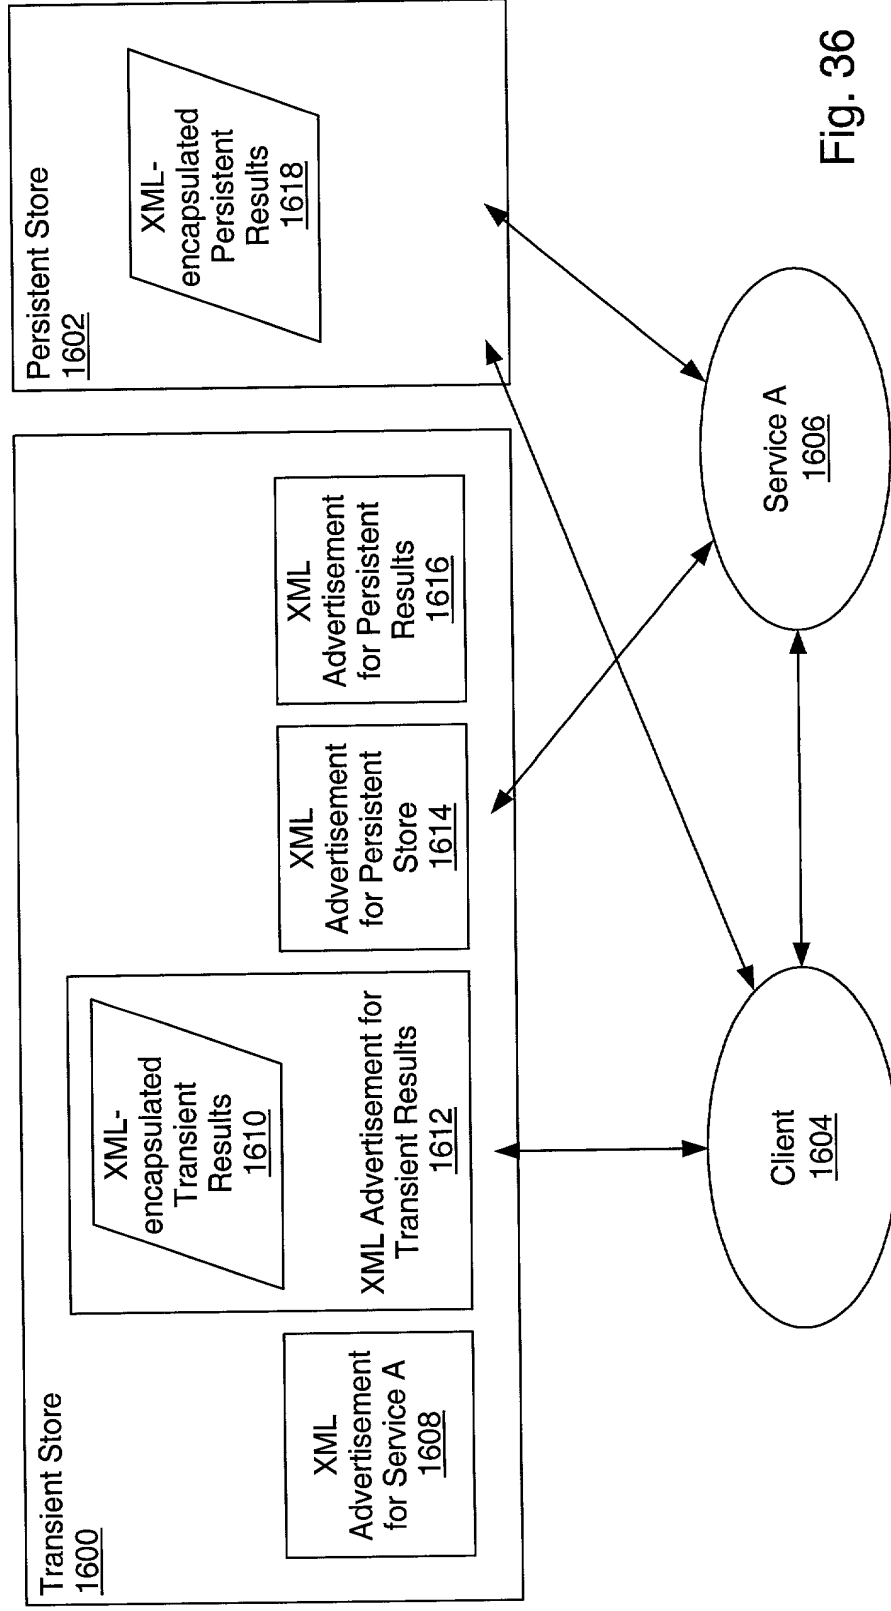 Transient Store
1600
XML
Advertisement
for Service A
1608
XML-
encapsulated
Transient
Results
1610
XML Advertisement for
Transient Results
1612
XML
Advertisement
for Persistent
Store
1614
XML
Advertisement
for Persistent
Results
1616
Persistent Store
1602
XML-
encapsulated
Persistent
Results
1618
Client
1604
Service A
1606
Fig. 36